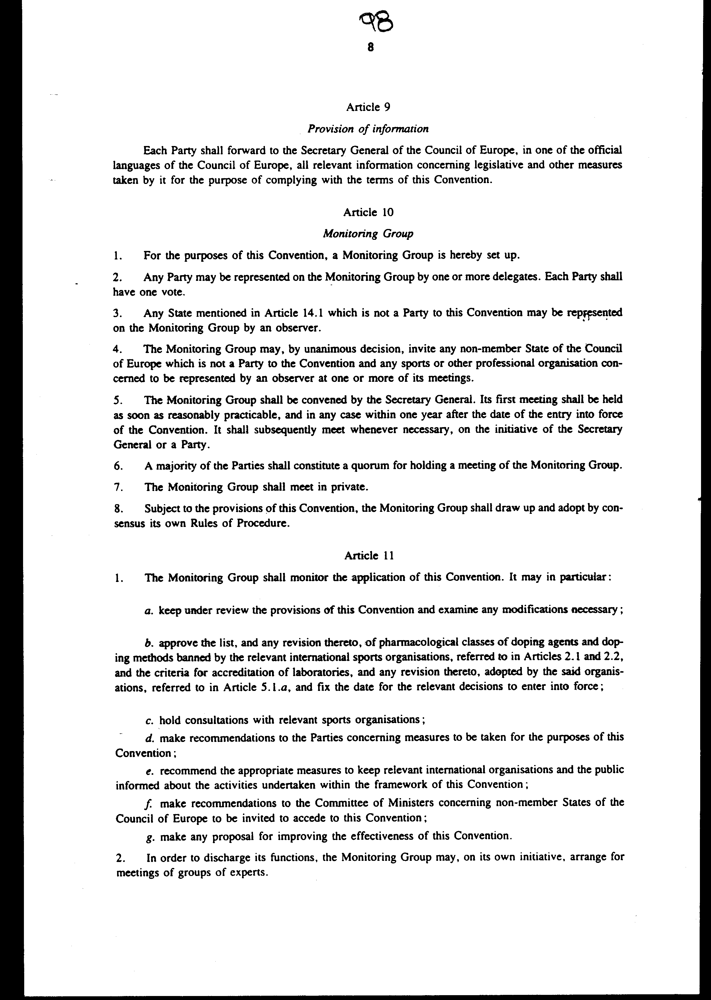 98
8
Article 9
Provision of information
Each Party shall forward to the Secretary General of the Council of Europe, in one of the official
languages of the Council of Europe, all relevant information concerning legislative and other measures
taken by it for the purpose of complying with the terms of this Convention.
Article 10
Monitoring Group
1. For the purposes of this Convention, a Monitoring Group is hereby set up.
2. Any Party may be represented on the Monitoring Group by one or more delegates. Each Party shall
have one vote.
3. Any State mentioned in Article 14.1 which is not a Party to this Convention may be represented
on the Monitoring Group by an observer.
4. The Monitoring Group may, by unanimous decision, invite any non-member State of the Council
of Europe which is not a Party to the Convention and any sports or other professional organisation con-
cerned to be represented by an observer at one or more of its meetings.
5. The Monitoring Group shall be convened by the Secretary General. Its first meeting shall be held
as soon as reasonably practicable, and in any case within one year after the date of the entry into force
of the Convention. It shall subsequently meet whenever necessary, on the initiative of the Secretary
General or a Party.
6. A majority of the Parties shall constitute a quorum for holding a meeting of the Monitoring Group.
7. The Monitoring Group shall meet in private.
8. Subject to the provisions of this Convention, the Monitoring Group shall draw up and adopt by con-
sensus its own Rules of Procedure.
Article 11
1. The Monitoring Group shall monitor the application of this Convention. It may in particular:
a. keep under review the provisions of this Convention and examine any modifications necessary;
b. approve the list, and any revision thereto, of pharmacological classes of doping agents and dop-
ing methods banned by the relevant international sports organisations, referred to in Articles 2.1 and 2.2,
and the criteria for accreditation of laboratories, and any revision thereto, adopted by the said organis-
ations, referred to in Article 5.1.a, and fix the date for the relevant decisions to enter into force;
c. hold consultations with relevant sports organisations;
d. make recommendations to the Parties concerning measures to be taken for the purposes of this
Convention;
e. recommend the appropriate measures to keep relevant international organisations and the public
informed about the activities undertaken within the framework of this Convention;
f. make recommendations to the Committee of Ministers concerning non-member States of the
Council of Europe to be invited to accede to this Convention;
g. make any proposal for improving the effectiveness of this Convention.
2. In order to discharge its functions, the Monitoring Group may, on its own initiative, arrange for
meetings of groups of experts.